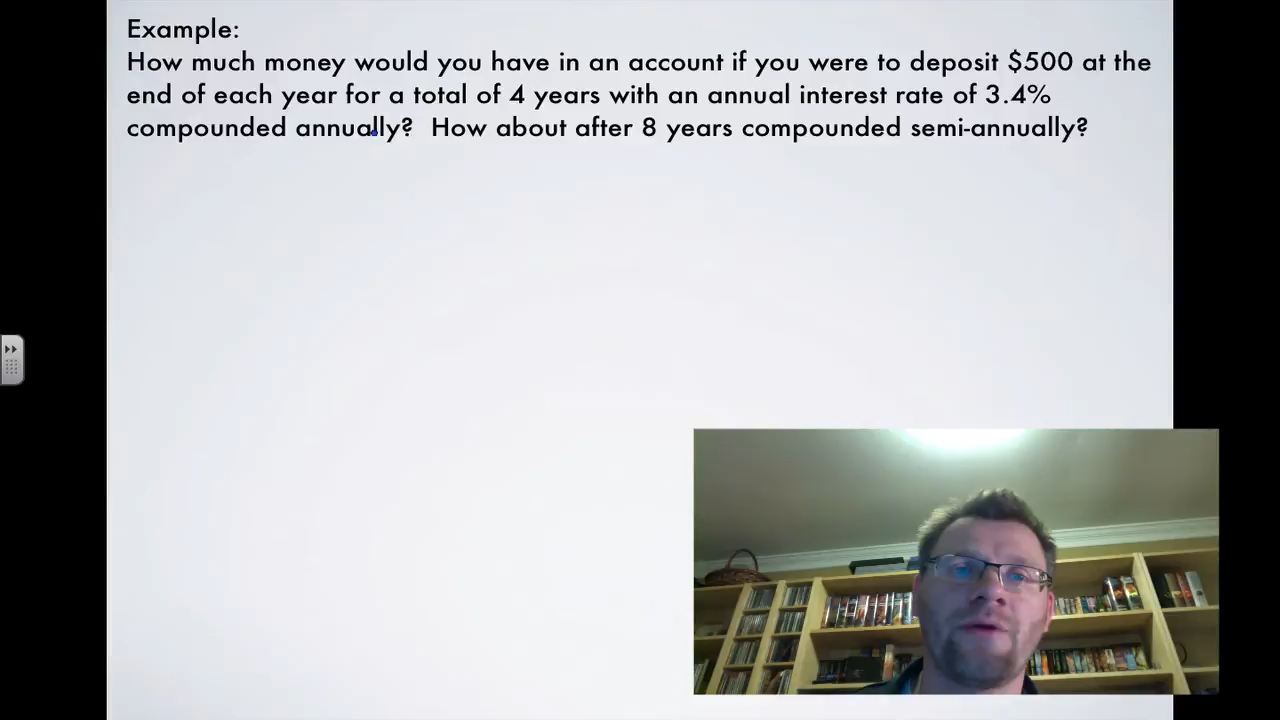 Example:
How much money would you have in an account if you were to deposit $500 at the
end of each year for a total of 4 years with an annual interest rate of 3.4%
compounded annually?  How about after 8 years compounded semi-annually?